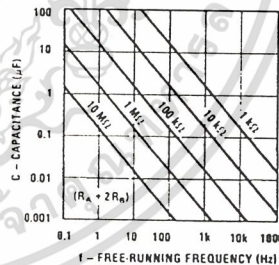 C – CAPACITANCE (μF)
100
10
1
0.1
0.01
0.001
10 MΩ
1 MΩ
100 kΩ
10 kΩ
1 kΩ
(RA + 2RB)
0.1 1 10 100 1k 10k 100
f – FREE-RUNNING FREQUENCY (Hz)